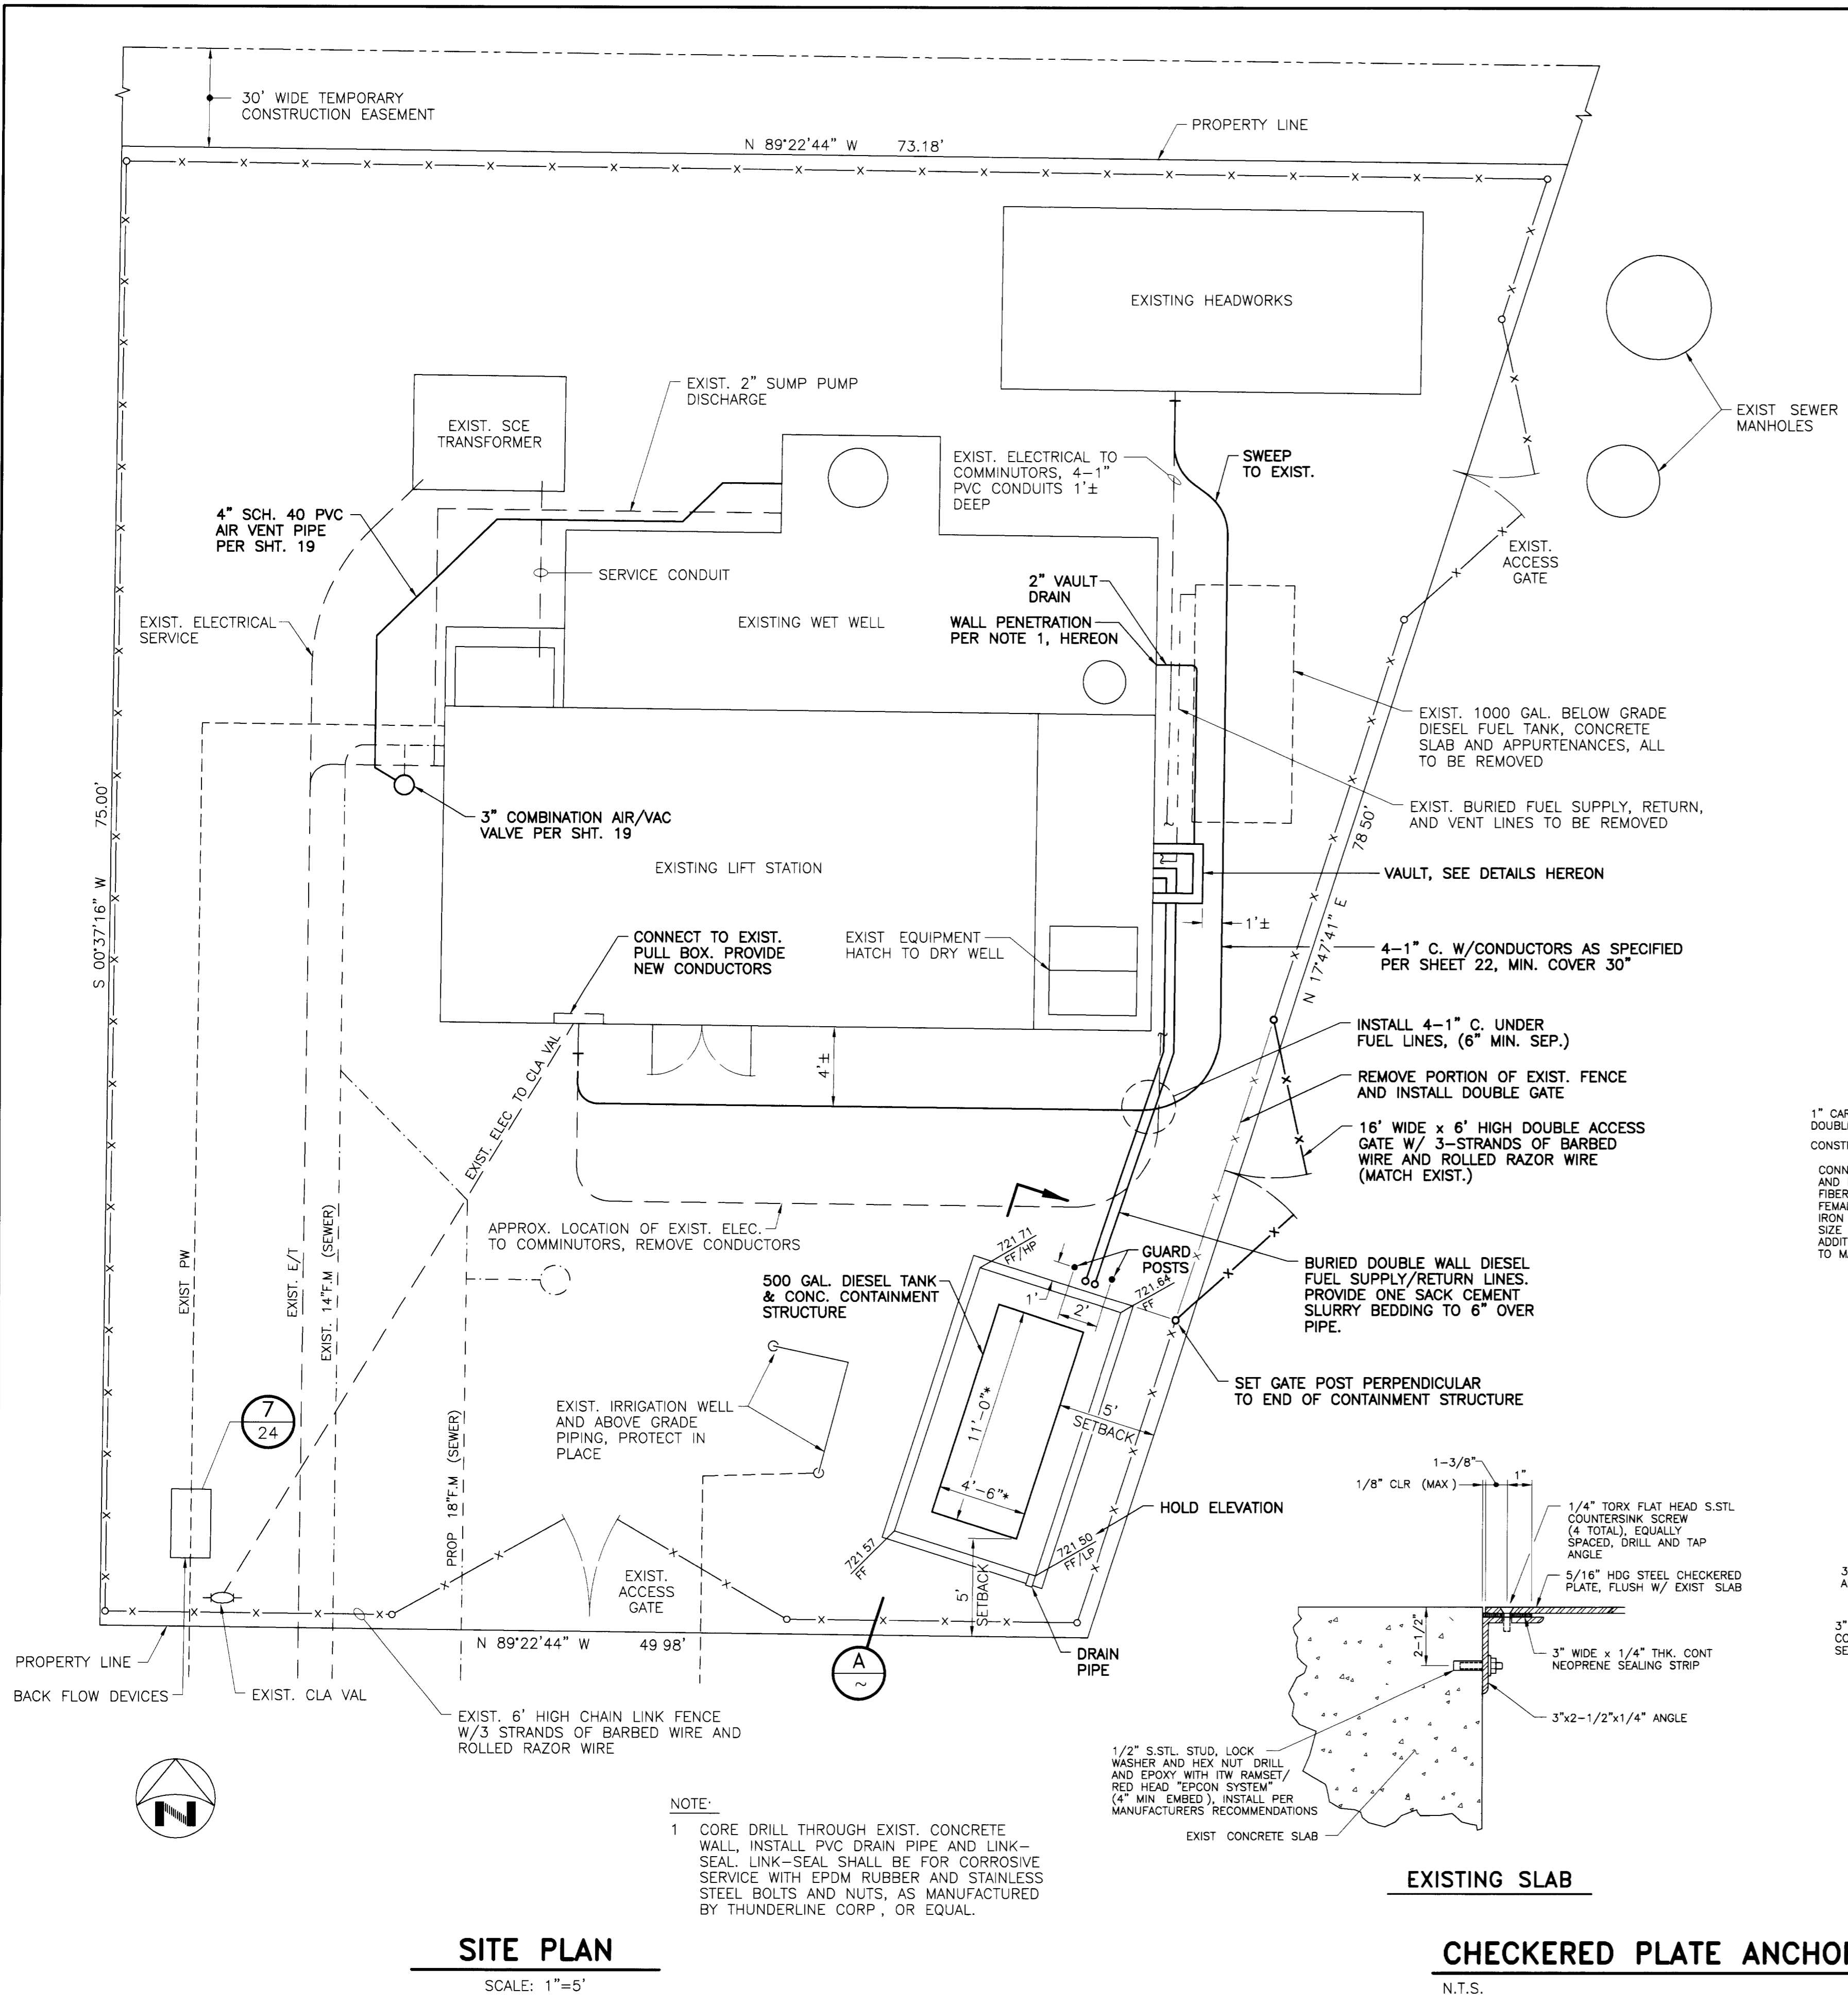 30' WIDE TEMPORARY
CONSTRUCTION EASEMENT
PROPERTY LINE
N 89°22'44" W 73.18'
EXISTING HEADWORKS
EXIST. SCE
TRANSFORMER
EXIST. 2" SUMP PUMP
DISCHARGE
EXIST SEWER
MANHOLES
EXIST. ELECTRICAL TO
COMMINUTORS, 4-1"
PVC CONDUITS 1'±
DEEP
SWEEP
TO EXIST.
4" SCH. 40 PVC
AIR VENT PIPE
PER SHT. 19
EXIST.
ACCESS
GATE
SERVICE CONDUIT
2" VAULT
DRAIN
EXIST. ELECTRICAL
SERVICE
EXISTING WET WELL
WALL PENETRATION
PER NOTE 1, HEREON
EXIST. 1000 GAL. BELOW GRADE
DIESEL FUEL TANK, CONCRETE
SLAB AND APPURTENANCES, ALL
TO BE REMOVED
EXIST. BURIED FUEL SUPPLY, RETURN,
AND VENT LINES TO BE REMOVED
S 00°37'16" W 75.00'
3" COMBINATION AIR/VAC
VALVE PER SHT. 19
N 17°47'41" E 78 50'
EXISTING LIFT STATION
VAULT, SEE DETAILS HEREON
1'±
CONNECT TO EXIST.
PULL BOX. PROVIDE
NEW CONDUCTORS
EXIST EQUIPMENT
HATCH TO DRY WELL
4-1" C. W/CONDUCTORS AS SPECIFIED
PER SHEET 22, MIN. COVER 30"
INSTALL 4-1" C. UNDER
FUEL LINES, (6" MIN. SEP.)
4'±
REMOVE PORTION OF EXIST. FENCE
AND INSTALL DOUBLE GATE
EXIST. ELEC TO CLA VAL
16' WIDE x 6' HIGH DOUBLE ACCESS
GATE W/ 3-STRANDS OF BARBED
WIRE AND ROLLED RAZOR WIRE
(MATCH EXIST.)
1" CAR
DOUBL
CONST
CONN
AND
FIBER
FEMA
IRON
SIZE
ADDIT
TO M
APPROX. LOCATION OF EXIST. ELEC.
TO COMMINUTORS, REMOVE CONDUCTORS
EXIST PW
EXIST. E/T
EXIST. 14"F.M (SEWER)
721.71
FF/HP
GUARD
POSTS
500 GAL. DIESEL TANK
& CONC. CONTAINMENT
STRUCTURE
1'
2'
721.64
FF
BURIED DOUBLE WALL DIESEL
FUEL SUPPLY/RETURN LINES.
PROVIDE ONE SACK CEMENT
SLURRY BEDDING TO 6" OVER
PIPE.
SET GATE POST PERPENDICULAR
TO END OF CONTAINMENT STRUCTURE
7
24
EXIST. IRRIGATION WELL
AND ABOVE GRADE
PIPING, PROTECT IN
PLACE
11'-0"*
4'-6"*
5'
SETBACK
PROP 18"F.M (SEWER)
HOLD ELEVATION
721.57
FF
721.50
FF/LP
5'
SETBACK
EXIST.
ACCESS
GATE
N 89°22'44" W 49 98'
PROPERTY LINE
BACK FLOW DEVICES
EXIST. CLA VAL
A
~
DRAIN
PIPE
EXIST. 6' HIGH CHAIN LINK FENCE
W/3 STRANDS OF BARBED WIRE AND
ROLLED RAZOR WIRE
N
NOTE·
1 CORE DRILL THROUGH EXIST. CONCRETE
WALL, INSTALL PVC DRAIN PIPE AND LINK-
SEAL. LINK-SEAL SHALL BE FOR CORROSIVE
SERVICE WITH EPDM RUBBER AND STAINLESS
STEEL BOLTS AND NUTS, AS MANUFACTURED
BY THUNDERLINE CORP , OR EQUAL.
SITE PLAN
SCALE: 1"=5'
1-3/8"
1"
1/8" CLR (MAX )
1/4" TORX FLAT HEAD S.STL
COUNTERSINK SCREW
(4 TOTAL), EQUALLY
SPACED, DRILL AND TAP
ANGLE
5/16" HDG STEEL CHECKERED
PLATE, FLUSH W/ EXIST SLAB
2-1/2"
3" WIDE x 1/4" THK. CONT
NEOPRENE SEALING STRIP
3"x2-1/2"x1/4" ANGLE
1/2" S.STL. STUD, LOCK
WASHER AND HEX NUT DRILL
AND EPOXY WITH ITW RAMSET/
RED HEAD "EPCON SYSTEM"
(4" MIN EMBED ), INSTALL PER
MANUFACTURERS RECOMMENDATIONS
EXIST CONCRETE SLAB
EXISTING SLAB
CHECKERED PLATE ANCHO
N.T.S.
3
A
3"
CO
SE